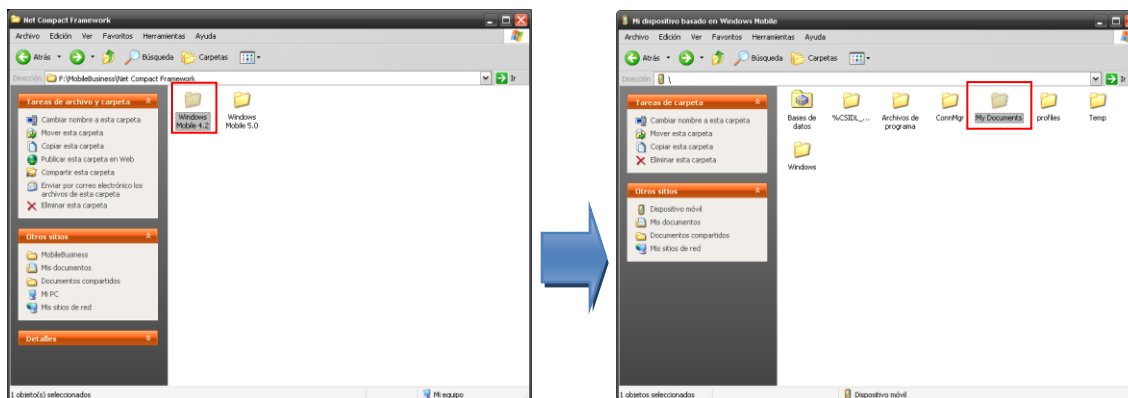 Net Compact Framework
Archivo Edición Ver Favoritos Herramientas Ayuda
Atrás Búsqueda Carpetas
Dirección F:\MobileBusiness\Net Compact Framework Ir
Tareas de archivo y carpeta
Cambiar nombre a esta carpeta
Mover esta carpeta
Copiar esta carpeta
Publicar esta carpeta en Web
Compartir esta carpeta
Enviar por correo electrónico los
archivos de esta carpeta
Eliminar esta carpeta
Otros sitios
MobileBusiness
Mis documentos
Documentos compartidos
Mi PC
Mis sitios de red
Detalles
Windows
Mobile 4.2
Windows
Mobile 5.0
1 objeto(s) seleccionados Mi equipo
Mi dispositivo basado en Windows Mobile
Archivo Edición Ver Favoritos Herramientas Ayuda
Atrás Búsqueda Carpetas
Dirección \ Ir
Tareas de carpeta
Cambiar nombre a esta carpeta
Mover esta carpeta
Copiar esta carpeta
Eliminar esta carpeta
Otros sitios
Dispositivo móvil
Mis documentos
Documentos compartidos
Mis sitios de red
Bases de
datos
%CSIDL_...
Archivos de
programa
ConnMgr
My Documents
profiles
Temp
Windows
1 objetos seleccionados Dispositivo móvil